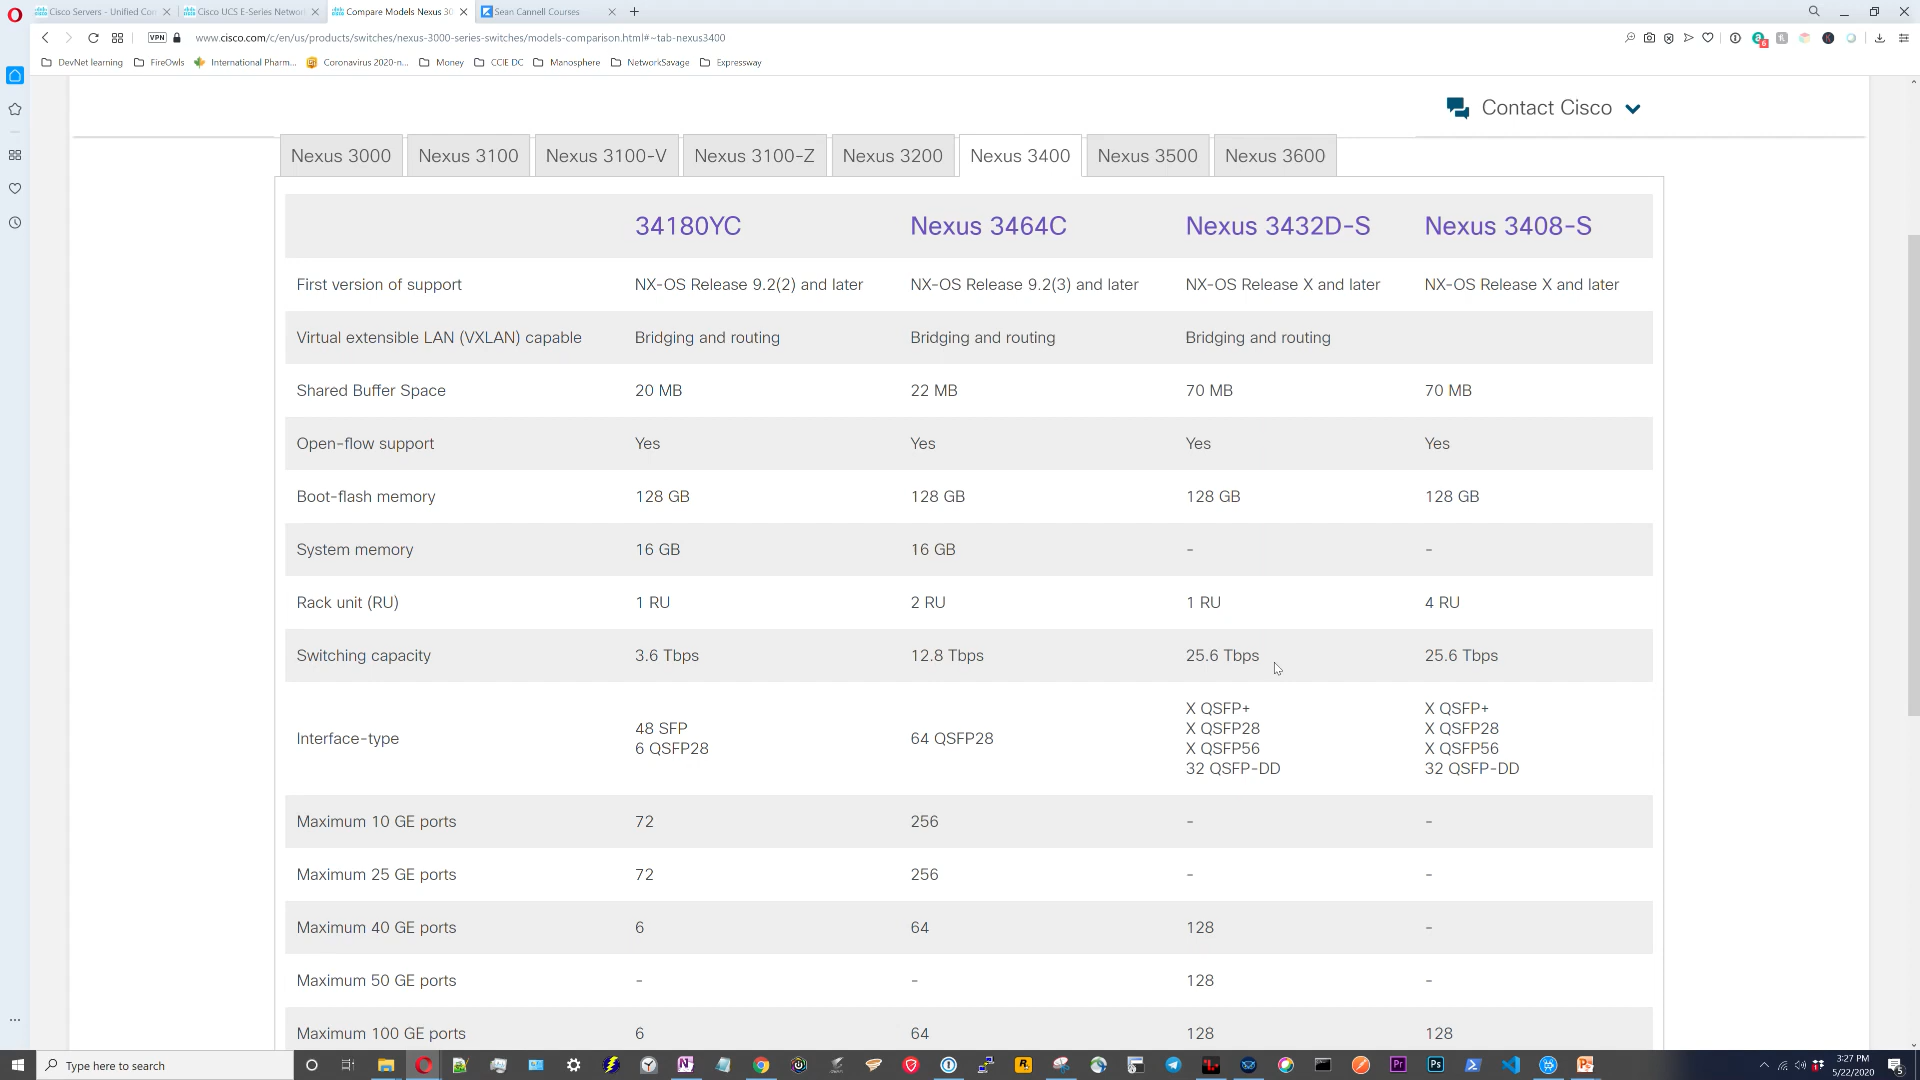 Cisco Servers - Unified Con
Cisco UCS E-Series Network
Compare Models Nexus 30
Sean Cannell Courses
VPN
www.cisco.com/c/en/us/products/switches/nexus-3000-series-switches/models-comparison.html#~tab-nexus3400
DevNet learning
FireOwls
International Pharm...
Coronavirus 2020-n...
Money
CCIE DC
Manosphere
NetworkSavage
Expressway
Contact Cisco
Nexus 3000
Nexus 3100
Nexus 3100-V
Nexus 3100-Z
Nexus 3200
Nexus 3400
Nexus 3500
Nexus 3600
34180YC Nexus 3464C Nexus 3432D-S Nexus 3408-S
First version of support NX-OS Release 9.2(2) and later NX-OS Release 9.2(3) and later NX-OS Release X and later NX-OS Release X and later
Virtual extensible LAN (VXLAN) capable Bridging and routing Bridging and routing Bridging and routing
Shared Buffer Space 20 MB 22 MB 70 MB 70 MB
Open-flow support Yes Yes Yes Yes
Boot-flash memory 128 GB 128 GB 128 GB 128 GB
System memory 16 GB 16 GB - -
Rack unit (RU) 1 RU 2 RU 1 RU 4 RU
Switching capacity 3.6 Tbps 12.8 Tbps 25.6 Tbps 25.6 Tbps
Interface-type
48 SFP
6 QSFP28
64 QSFP28
X QSFP+
X QSFP28
X QSFP56
32 QSFP-DD
X QSFP+
X QSFP28
X QSFP56
32 QSFP-DD
Maximum 10 GE ports 72 256 - -
Maximum 25 GE ports 72 256 - -
Maximum 40 GE ports 6 64 128 -
Maximum 50 GE ports - - 128 -
Maximum 100 GE ports 6 64 128 128
Type here to search
3:27 PM
5/22/2020